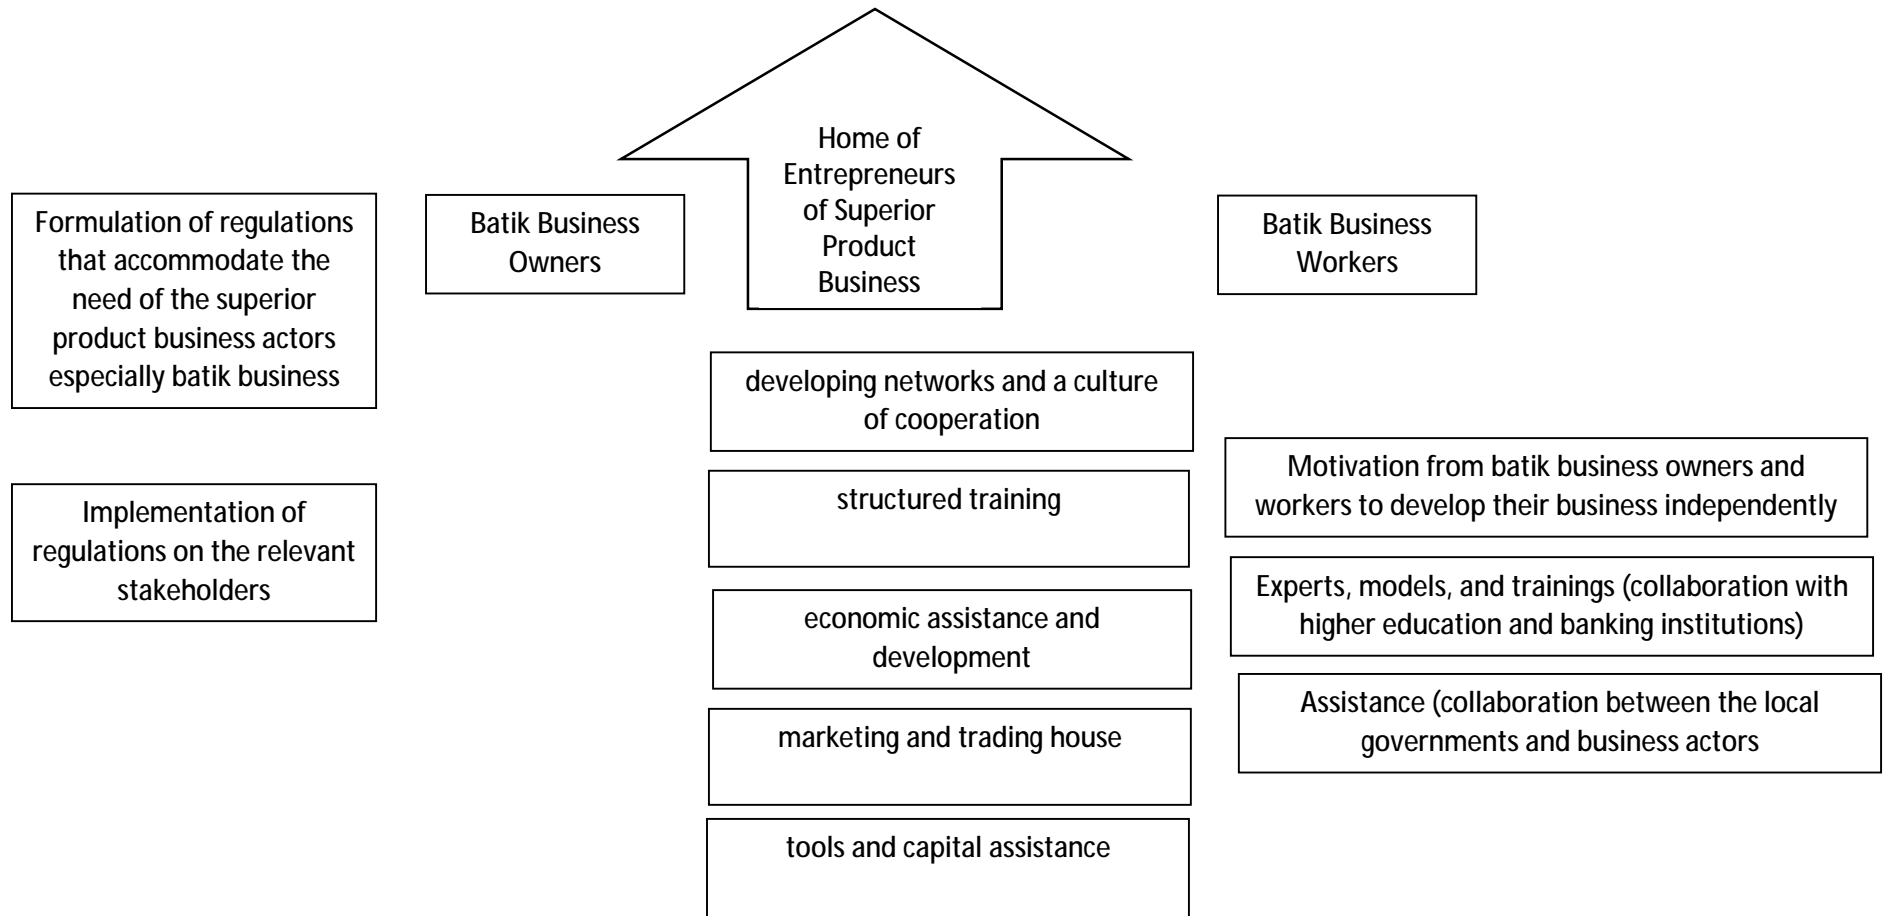 Home of
Entrepreneurs
of Superior
Product
Business
Formulation of regulations
that accommodate the
need of the superior
product business actors
especially batik business
Batik Business
Owners
Batik Business
Workers
developing networks and a culture
of cooperation
Implementation of
regulations on the relevant
stakeholders
structured training
economic assistance and
development
marketing and trading house
tools and capital assistance
Motivation from batik business owners and
workers to develop their business independently
Experts, models, and trainings (collaboration with
higher education and banking institutions)
Assistance (collaboration between the local
governments and business actors